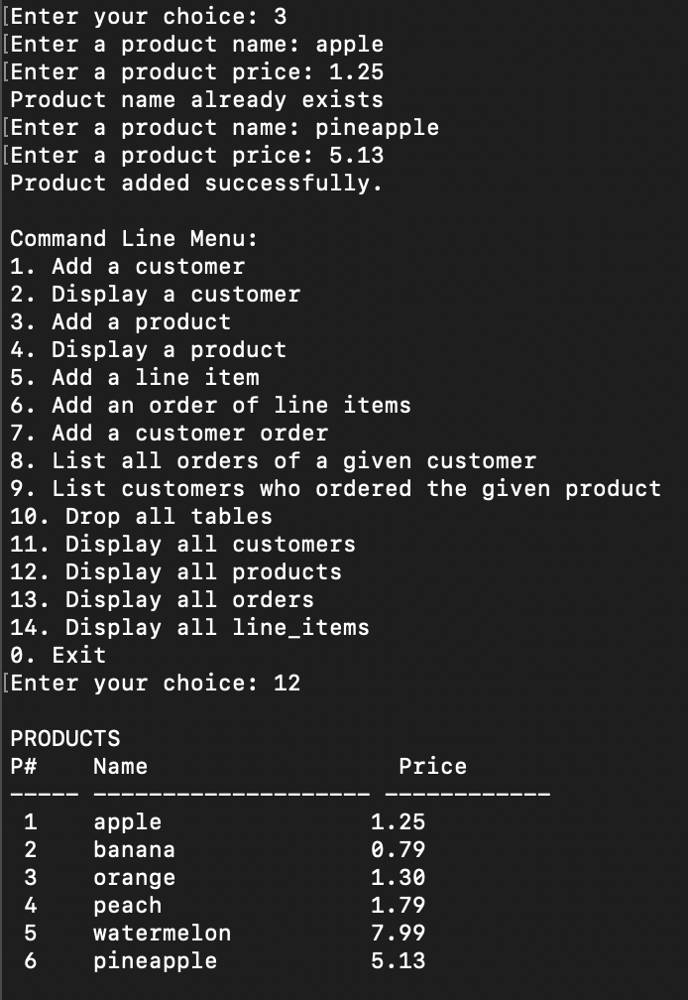 Enter your choice: 3
Enter a product name: apple
Enter a product price: 1.25
Product name already exists
Enter a product name: pineapple
Enter a product price: 5.13
Product added successfully.

Command Line Menu:
1. Add a customer
2. Display a customer
3. Add a product
4. Display a product
5. Add a line item
6. Add an order of line items
7. Add a customer order
8. List all orders of a given customer
9. List customers who ordered the given product
10. Drop all tables
11. Display all customers
12. Display all products
13. Display all orders
14. Display all line_items
0. Exit
Enter your choice: 12

PRODUCTS
P#    Name                  Price
----- -------------------- ------------
 1    apple               1.25
 2    banana              0.79
 3    orange              1.30
 4    peach               1.79
 5    watermelon          7.99
 6    pineapple           5.13